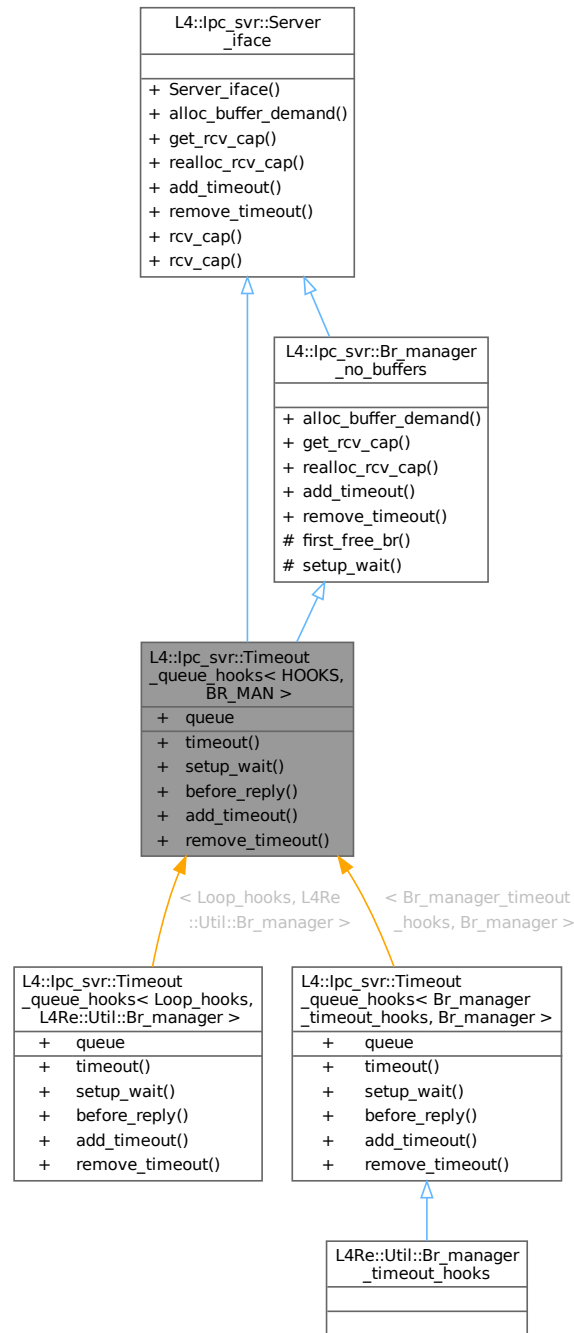 L4::Ipc_svr::Server
_iface
+ Server_iface()
+ alloc_buffer_demand()
+ get_rcv_cap()
+ realloc_rcv_cap()
+ add_timeout()
+ remove_timeout()
+ rcv_cap()
+ rcv_cap()
L4::Ipc_svr::Br_manager
_no_buffers
+ alloc_buffer_demand()
+ get_rcv_cap()
+ realloc_rcv_cap()
+ add_timeout()
+ remove_timeout()
# first_free_br()
# setup_wait()
L4::Ipc_svr::Timeout
_queue_hooks< HOOKS,
BR_MAN >
+ queue
+ timeout()
+ setup_wait()
+ before_reply()
+ add_timeout()
+ remove_timeout()
< Loop_hooks, L4Re
::Util::Br_manager >
< Br_manager_timeout
_hooks, Br_manager >
L4::Ipc_svr::Timeout
_queue_hooks< Loop_hooks,
L4Re::Util::Br_manager >
+ queue
+ timeout()
+ setup_wait()
+ before_reply()
+ add_timeout()
+ remove_timeout()
L4::Ipc_svr::Timeout
_queue_hooks< Br_manager
_timeout_hooks, Br_manager >
+ queue
+ timeout()
+ setup_wait()
+ before_reply()
+ add_timeout()
+ remove_timeout()
L4Re::Util::Br_manager
_timeout_hooks